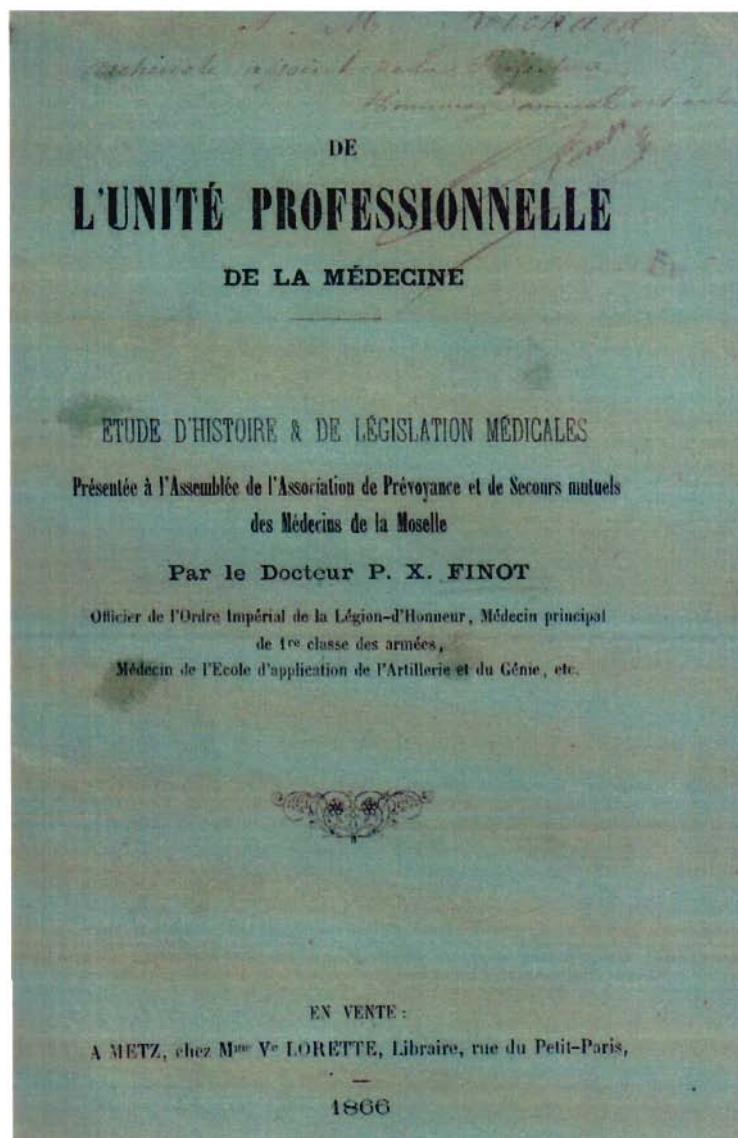 A M
DE
L'UNITÉ PROFESSIONNELLE
DE LA MÉDECINE
ETUDE D'HISTOIRE & DE LÉGISLATION MÉDICALES
Présentée à l'Assemblée de l'Association de Prévoyance et de Secours mutuels
des Médecins de la Moselle
Par le Docteur P. X. FINOT
Officier de l'Ordre Impérial de la Légion-d'Honneur, Médecin principal
de 1re classe des armées,
Médecin de l'Ecole d'application de l'Artillerie et du Génie, etc.
EN VENTE :
A METZ, chez Mme Ve LORETTE, Libraire, rue du Petit-Paris,
1866